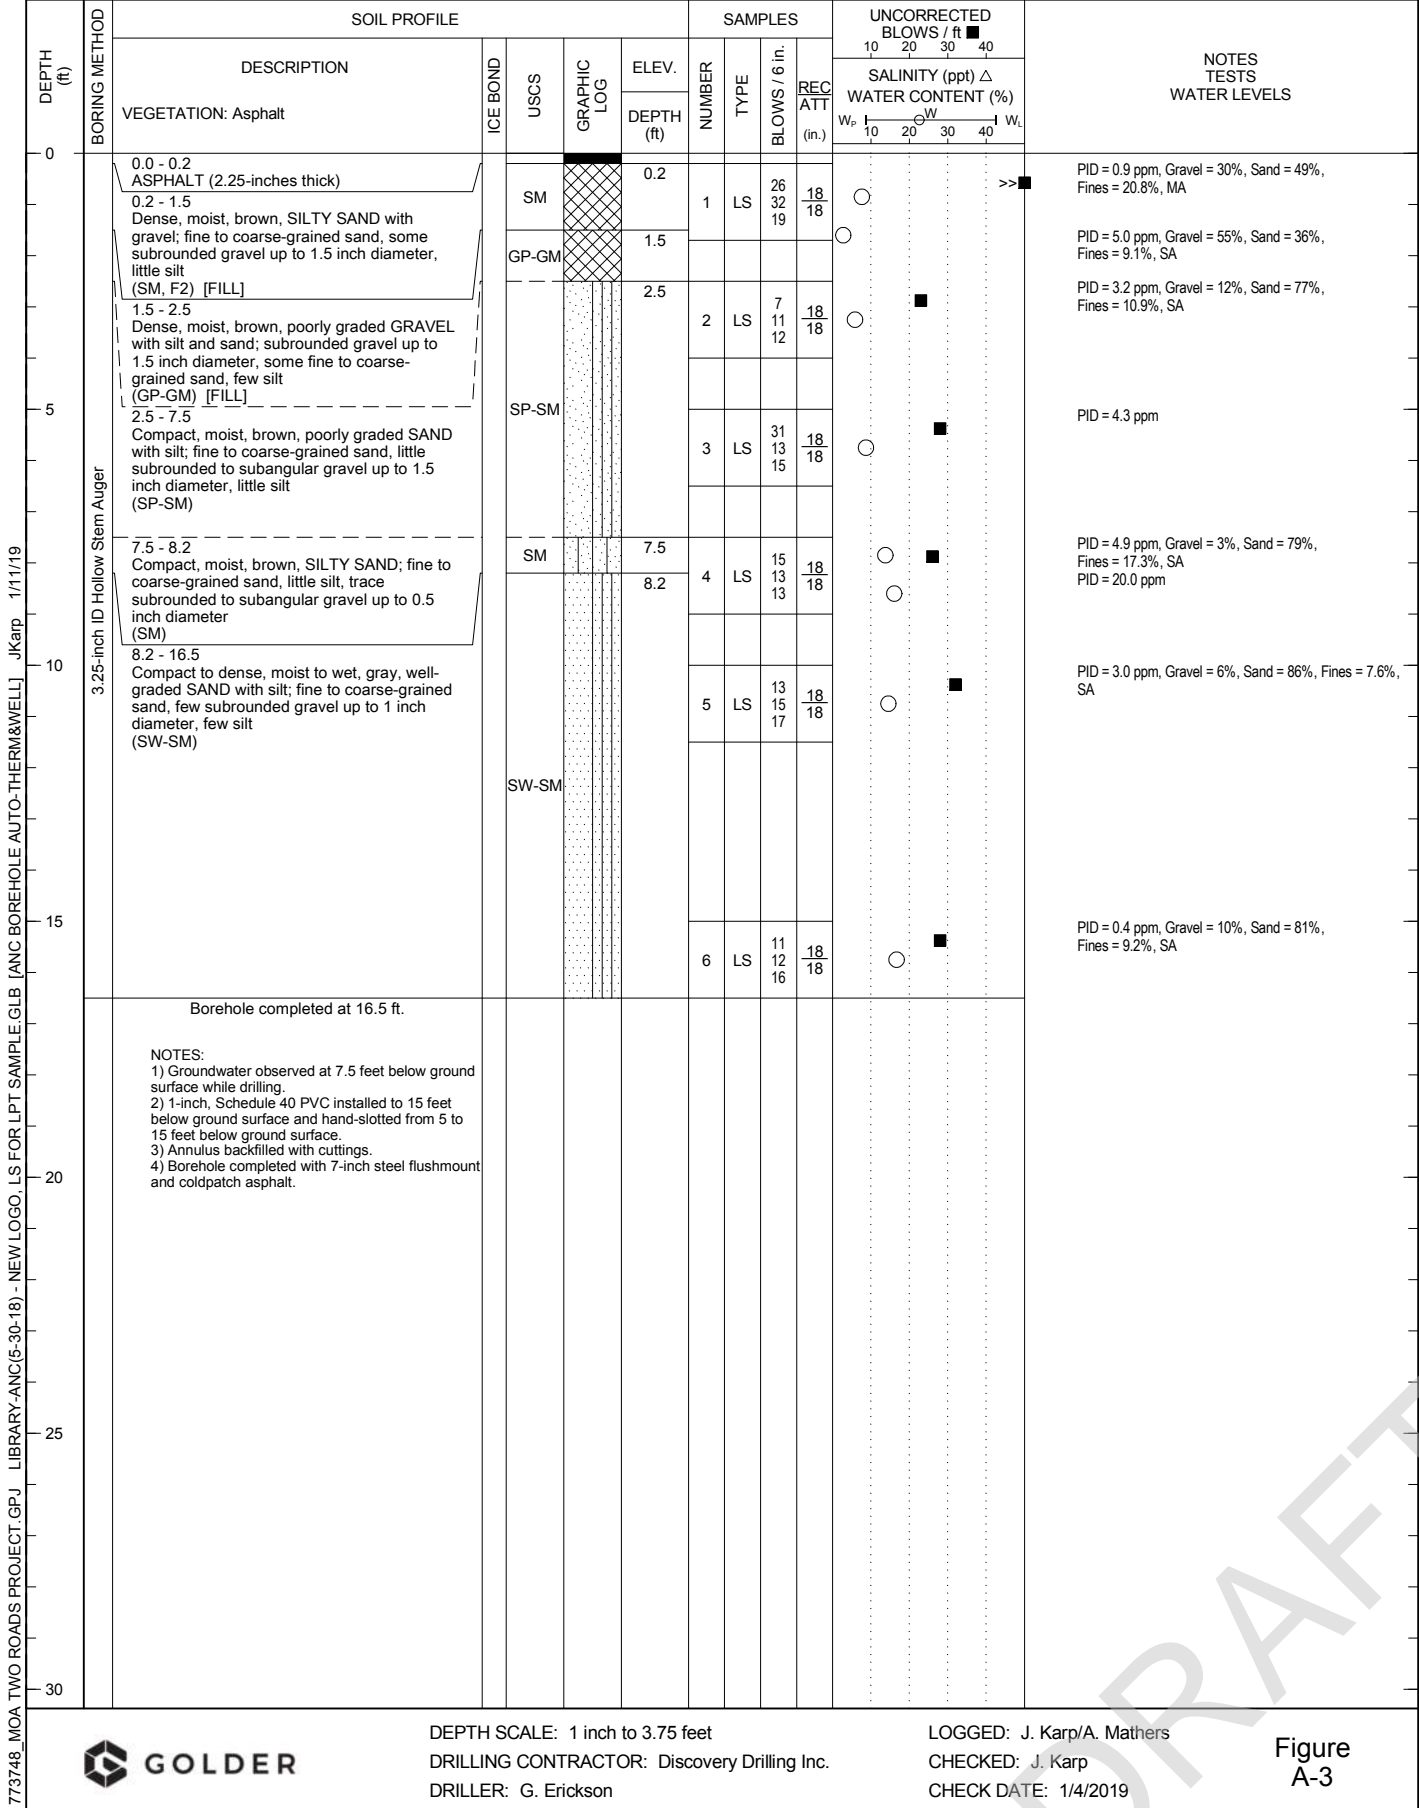 DEPTH
(ft)
BORING METHOD
SOIL PROFILE
DESCRIPTION
VEGETATION: Asphalt
ICE BOND
USCS
GRAPHIC
LOG
ELEV.
DEPTH
(ft)
SAMPLES
NUMBER
TYPE
BLOWS / 6 in.
REC
ATT
(in.)
UNCORRECTED
BLOWS / ft ■
10 20 30 40
SALINITY (ppt) △
WATER CONTENT (%)
WP W WL
10 20 30 40
NOTES
TESTS
WATER LEVELS
0
5
10
15
20
25
30
3.25-inch ID Hollow Stem Auger
0.0 - 0.2
ASPHALT (2.25-inches thick)
0.2 - 1.5
Dense, moist, brown, SILTY SAND with
gravel; fine to coarse-grained sand, some
subrounded gravel up to 1.5 inch diameter,
little silt
(SM, F2) [FILL]
1.5 - 2.5
Dense, moist, brown, poorly graded GRAVEL
with silt and sand; subrounded gravel up to
1.5 inch diameter, some fine to coarse-
grained sand, few silt
(GP-GM) [FILL]
2.5 - 7.5
Compact, moist, brown, poorly graded SAND
with silt; fine to coarse-grained sand, little
subrounded to subangular gravel up to 1.5
inch diameter, little silt
(SP-SM)
7.5 - 8.2
Compact, moist, brown, SILTY SAND; fine to
coarse-grained sand, little silt, trace
subrounded to subangular gravel up to 0.5
inch diameter
(SM)
8.2 - 16.5
Compact to dense, moist to wet, gray, well-
graded SAND with silt; fine to coarse-grained
sand, few subrounded gravel up to 1 inch
diameter, few silt
(SW-SM)
SM
GP-GM
SP-SM
SM
SW-SM
0.2
1.5
2.5
7.5
8.2
1 LS 26 32 19 18/18
2 LS 7 11 12 18/18
3 LS 31 13 15 18/18
4 LS 15 13 13 18/18
5 LS 13 15 17 18/18
6 LS 11 12 16 18/18
>>
PID = 0.9 ppm, Gravel = 30%, Sand = 49%,
Fines = 20.8%, MA
PID = 5.0 ppm, Gravel = 55%, Sand = 36%,
Fines = 9.1%, SA
PID = 3.2 ppm, Gravel = 12%, Sand = 77%,
Fines = 10.9%, SA
PID = 4.3 ppm
PID = 4.9 ppm, Gravel = 3%, Sand = 79%,
Fines = 17.3%, SA
PID = 20.0 ppm
PID = 3.0 ppm, Gravel = 6%, Sand = 86%, Fines = 7.6%,
SA
PID = 0.4 ppm, Gravel = 10%, Sand = 81%,
Fines = 9.2%, SA
Borehole completed at 16.5 ft.
NOTES:
1) Groundwater observed at 7.5 feet below ground
surface while drilling.
2) 1-inch, Schedule 40 PVC installed to 15 feet
below ground surface and hand-slotted from 5 to
15 feet below ground surface.
3) Annulus backfilled with cuttings.
4) Borehole completed with 7-inch steel flushmount
and coldpatch asphalt.
773748_MOA TWO ROADS PROJECT.GPJ LIBRARY-ANC(5-30-18) - NEW LOGO, LS FOR LPT SAMPLE.GLB [ANC BOREHOLE AUTO-THERM&WELL] JKarp 1/11/19
DRAFT
GOLDER
DEPTH SCALE: 1 inch to 3.75 feet
DRILLING CONTRACTOR: Discovery Drilling Inc.
DRILLER: G. Erickson
LOGGED: J. Karp/A. Mathers
CHECKED: J. Karp
CHECK DATE: 1/4/2019
Figure
A-3